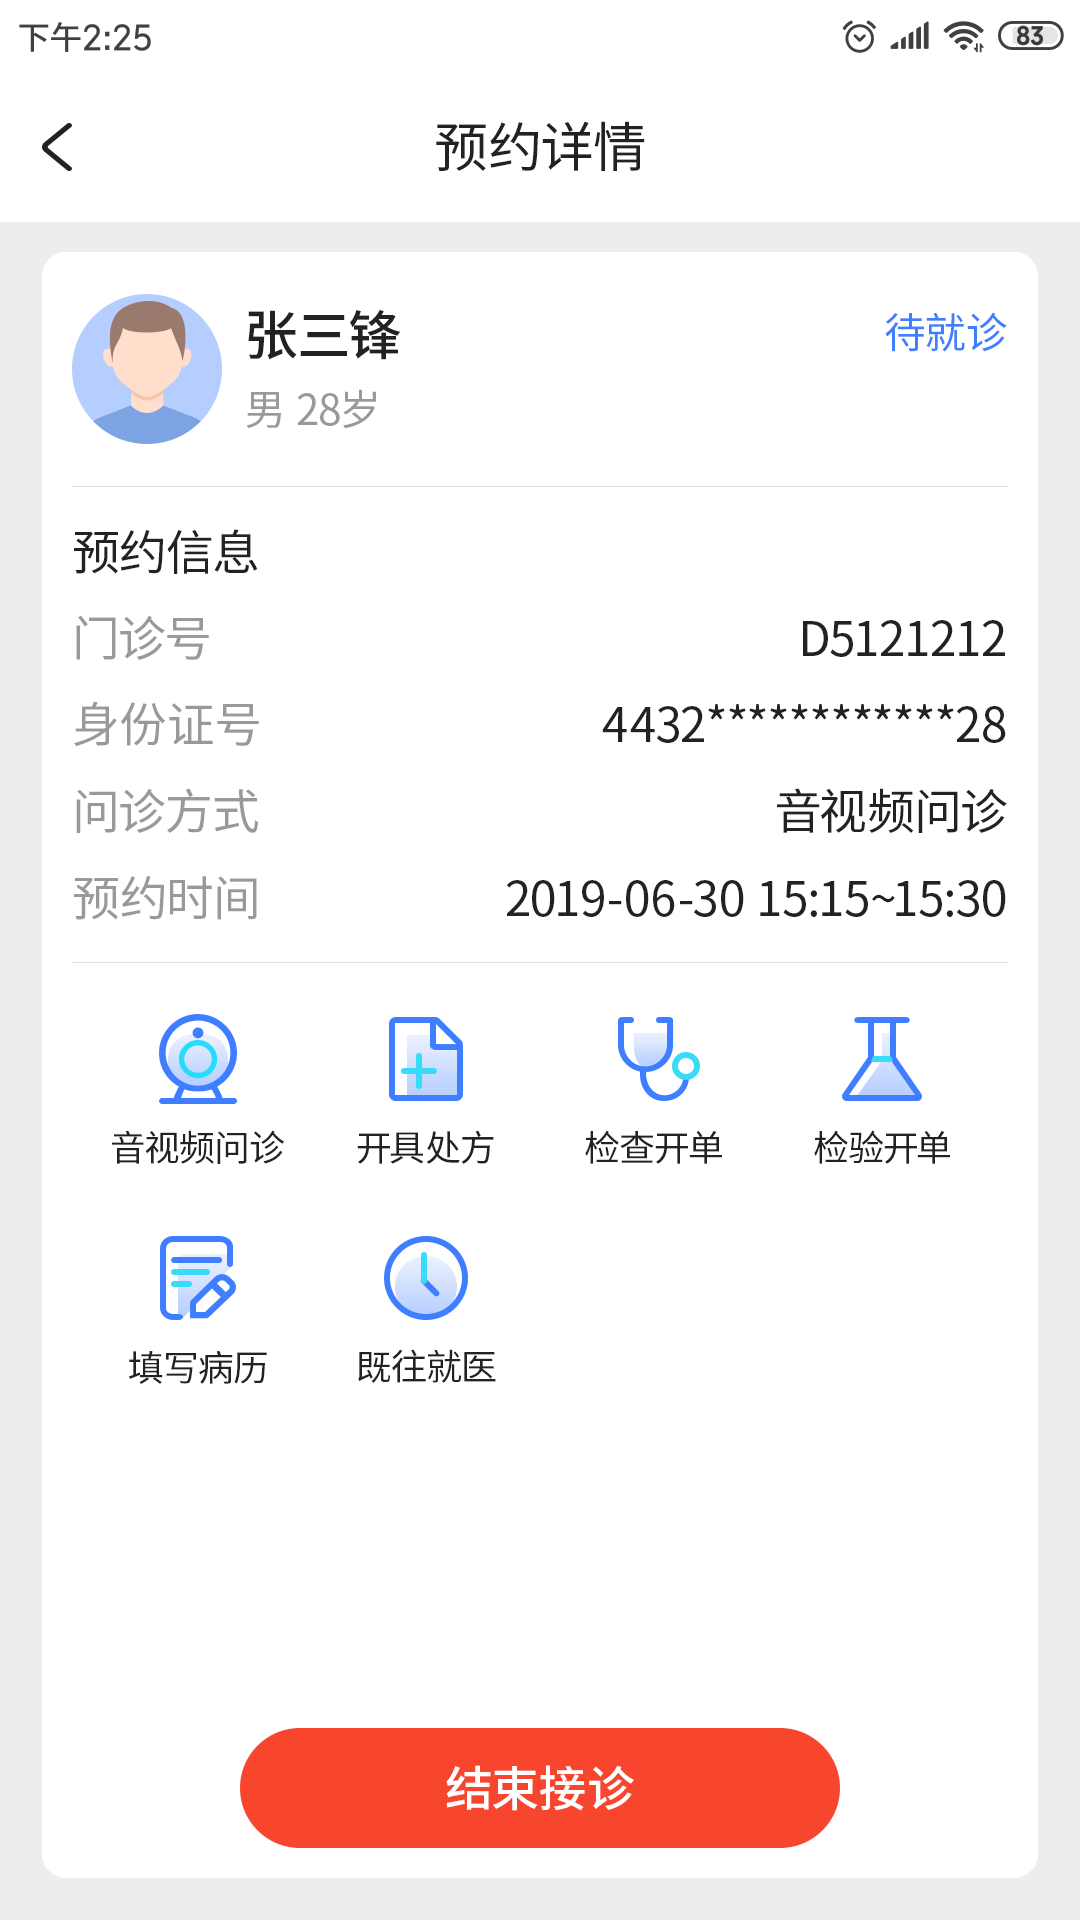 下午2:25
83
预约详情
张三锋
待就诊
男 28岁
预约信息
门诊号 D5121212
身份证号 4432************28
问诊方式 音视频问诊
预约时间 2019-06-30 15:15~15:30
音视频问诊 开具处方 检查开单 检验开单
填写病历 既往就医
结束接诊